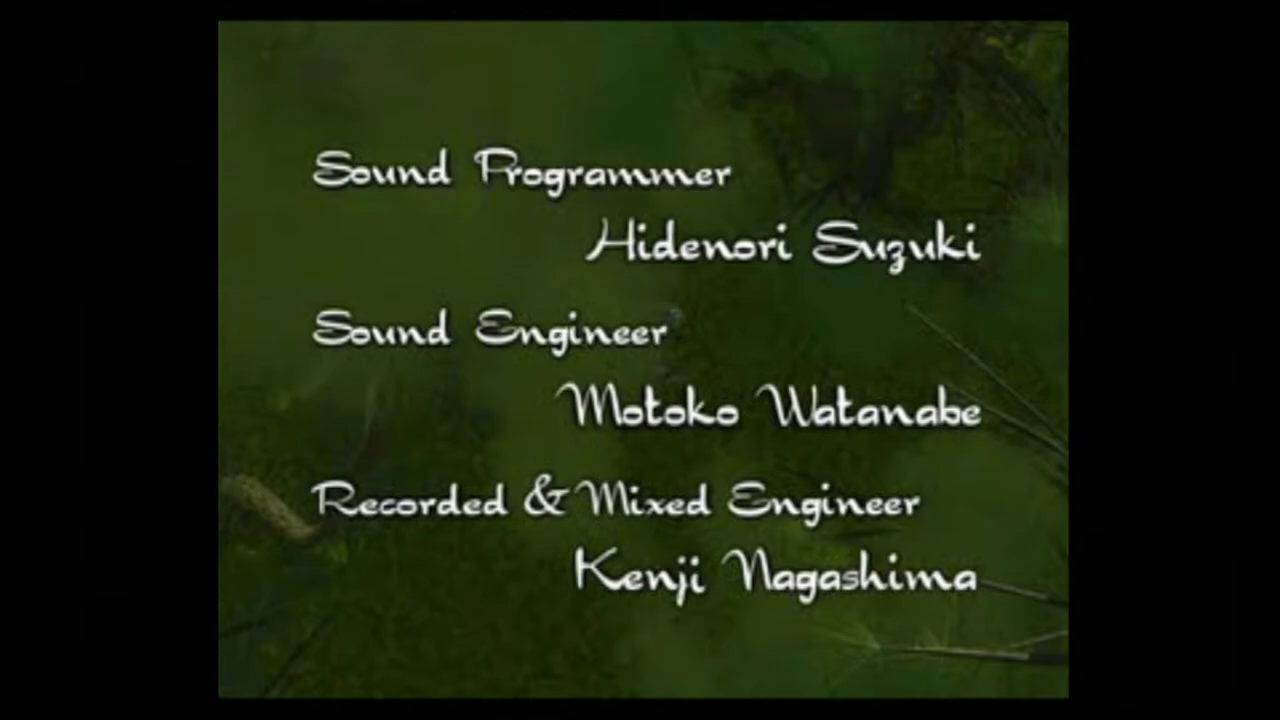 Sound Programmer
Hidenori Suzuki
Sound Engineer
Motoko Watanabe
Recorded & Mixed Engineer
Kenji Nagashima